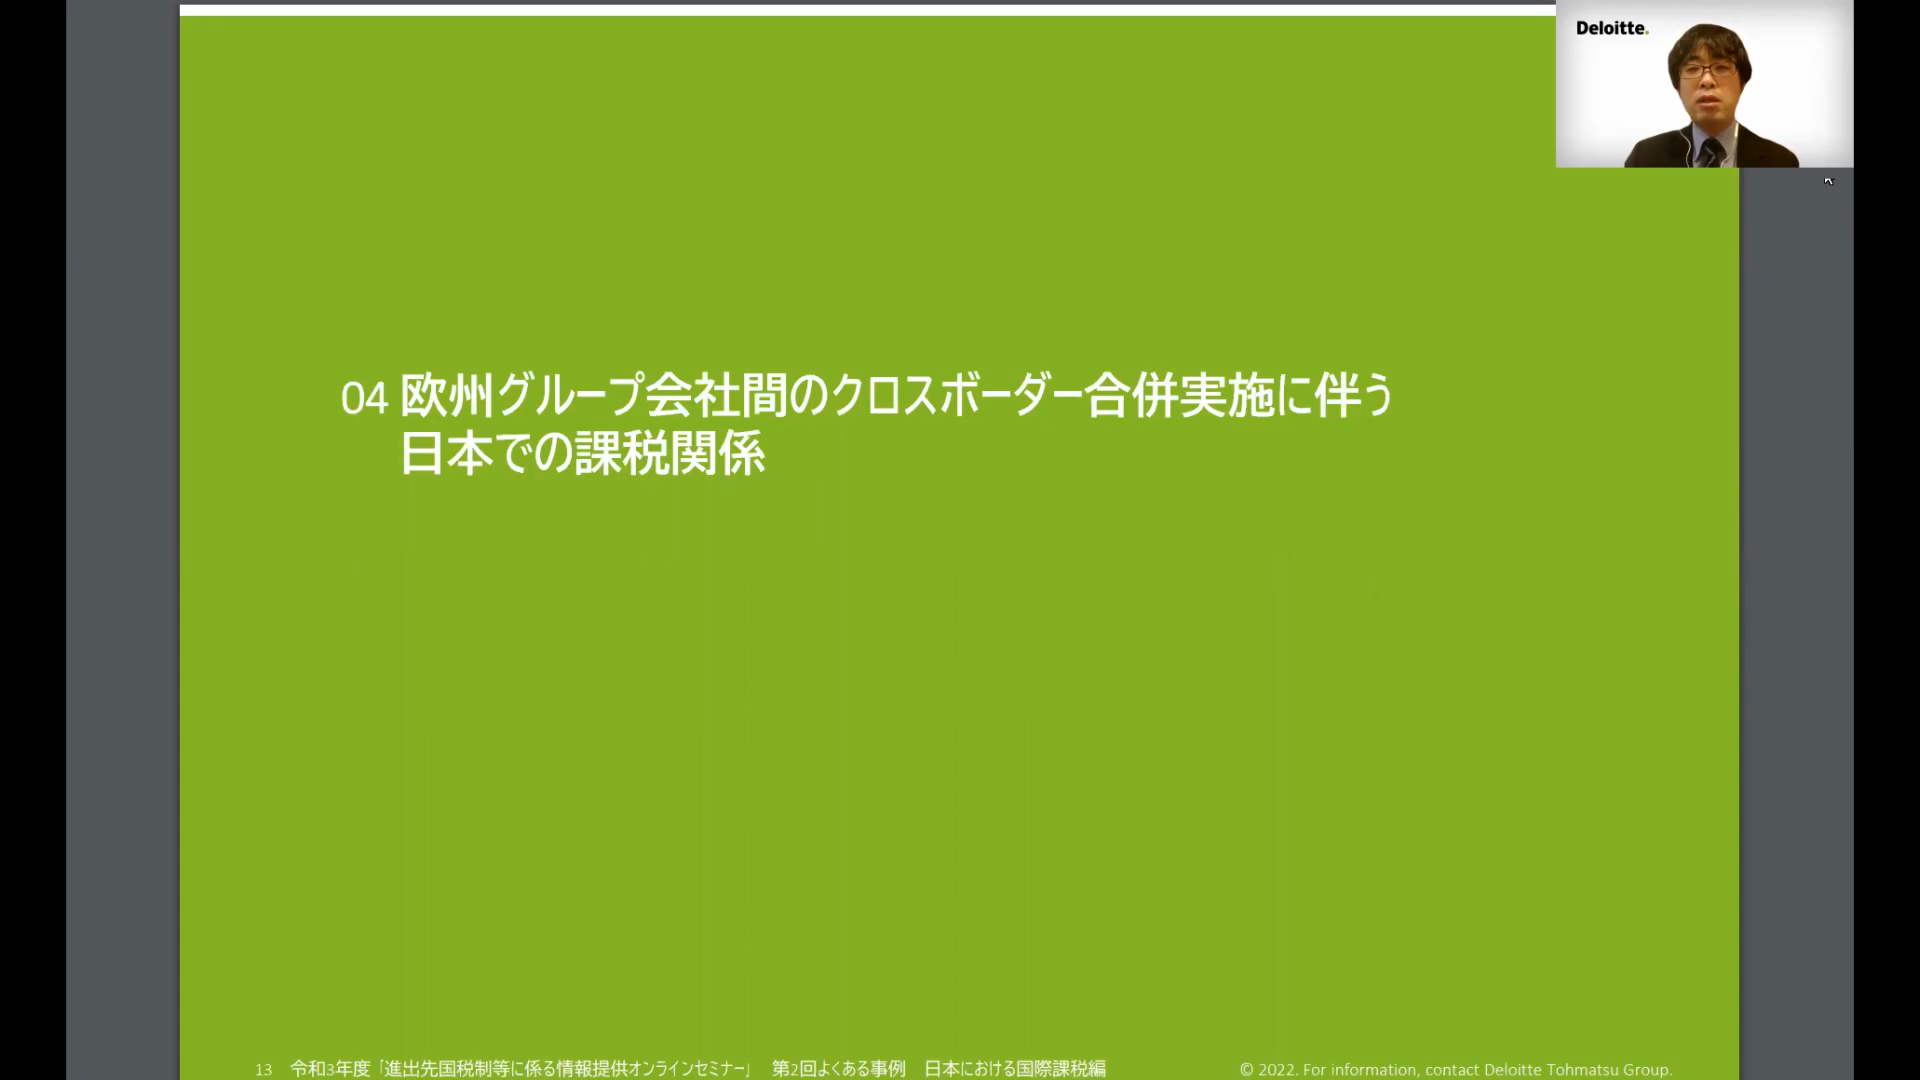 Deloitte.
04 欧州グループ会社間のクロスボーダー合併実施に伴う
日本での課税関係
13 令和3年度「進出先国税制等に係る情報提供オンラインセミナー」 第2回よくある事例 日本における国際課税編
© 2022. For information, contact Deloitte Tohmatsu Group.